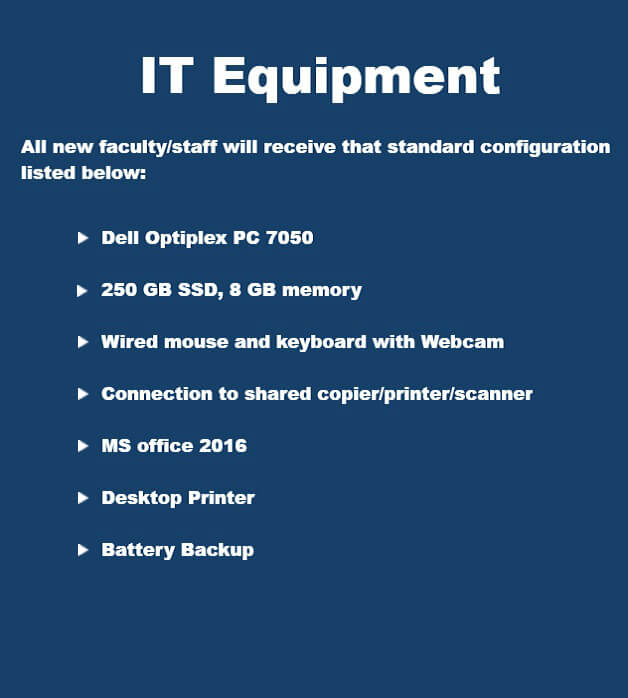 IT Equipment
All new faculty/staff will receive that standard configuration
listed below:
Dell Optiplex PC 7050
250 GB SSD, 8 GB memory
Wired mouse and keyboard with Webcam
Connection to shared copier/printer/scanner
MS office 2016
Desktop Printer
Battery Backup